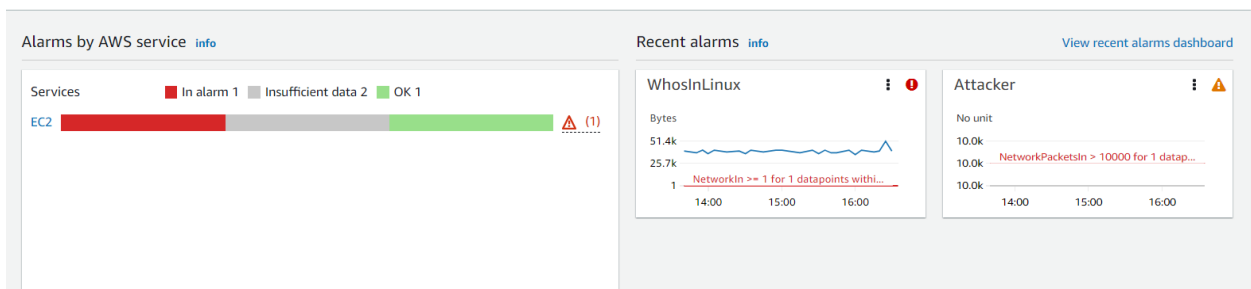 Alarms by AWS service info
Services
In alarm 1 Insufficient data 2 OK 1
EC2
(1)
Recent alarms info
View recent alarms dashboard
WhosInLinux
Bytes
51.4k
25.7k
NetworkIn >= 1 for 1 datapoints withi...
1
14:00 15:00 16:00
Attacker
No unit
10.0k
NetworkPacketsIn > 10000 for 1 datap...
10.0k
10.0k
14:00 15:00 16:00